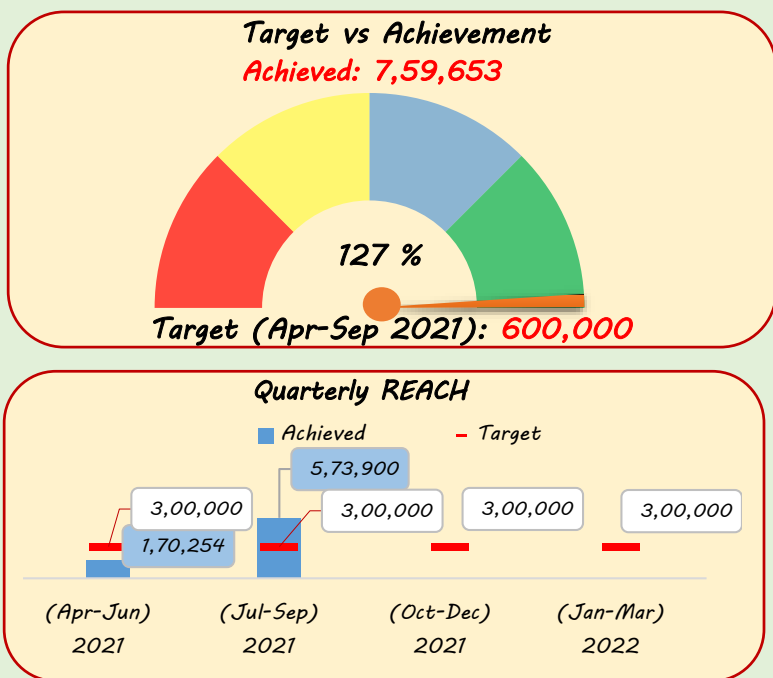 Target vs Achievement
Achieved: 7,59,653
127 %
Target (Apr-Sep 2021): 600,000
Quarterly REACH
Achieved
Target
5,73,900
3,00,000
3,00,000
3,00,000
3,00,000
1,70,254
(Apr-Jun) (Jul-Sep) (Oct-Dec) (Jan-Mar)
2021 2021 2021 2022